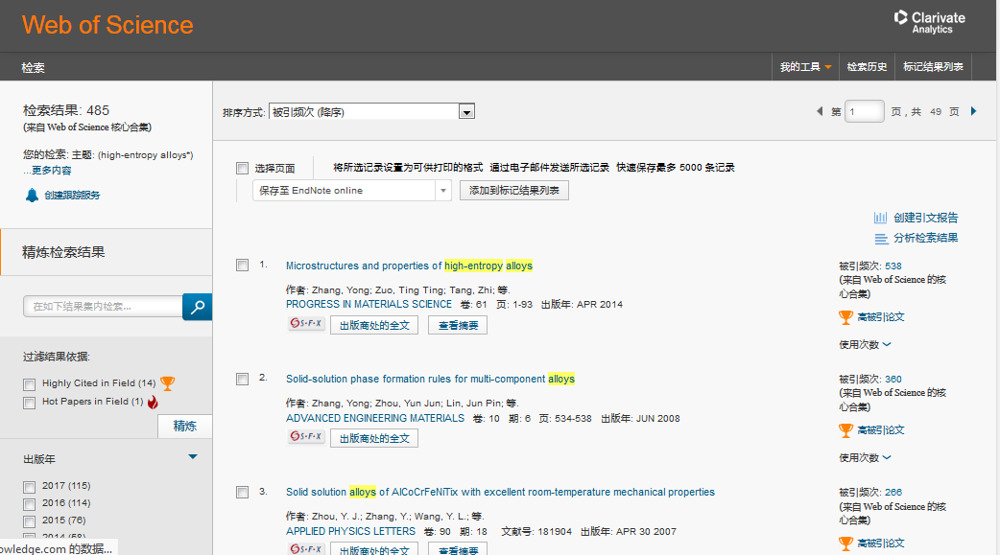 Web of Science
Clarivate
Analytics
检索
我的工具 检索历史 标记结果列表
检索结果: 485
(来自 Web of Science 核心合集)
您的检索: 主题: (high-entropy alloys*)
...更多内容
创建跟踪服务
精炼检索结果
在如下结果集内检索...
过滤结果依据:
Highly Cited in Field (14)
Hot Papers in Field (1)
精炼
出版年
2017 (115)
2016 (114)
2015 (76)
2014 (58)
owledge.com 的数据...
排序方式: 被引频次 (降序)
第 1 页，共 49 页
选择页面
将所选记录设置为可供打印的格式 通过电子邮件发送所选记录 快速保存最多 5000 条记录
保存至 EndNote online
添加到标记结果列表
创建引文报告
分析检索结果
1. Microstructures and properties of high-entropy alloys
作者: Zhang, Yong; Zuo, Ting Ting; Tang, Zhi; 等.
PROGRESS IN MATERIALS SCIENCE 卷: 61 页: 1-93 出版年: APR 2014
S·F·X 出版商处的全文 查看摘要
被引频次: 538
(来自 Web of Science 的核
心合集)
高被引论文
使用次数
2. Solid-solution phase formation rules for multi-component alloys
作者: Zhang, Yong; Zhou, Yun Jun; Lin, Jun Pin; 等.
ADVANCED ENGINEERING MATERIALS 卷: 10 期: 6 页: 534-538 出版年: JUN 2008
S·F·X 出版商处的全文
被引频次: 360
(来自 Web of Science 的核
心合集)
高被引论文
使用次数
3. Solid solution alloys of AlCoCrFeNiTix with excellent room-temperature mechanical properties
作者: Zhou, Y. J.; Zhang, Y.; Wang, Y. L.; 等.
APPLIED PHYSICS LETTERS 卷: 90 期: 18 文献号: 181904 出版年: APR 30 2007
S·F·X 出版商处的全文 查看摘要
被引频次: 266
(来自 Web of Science 的核
心合集)
高被引论文